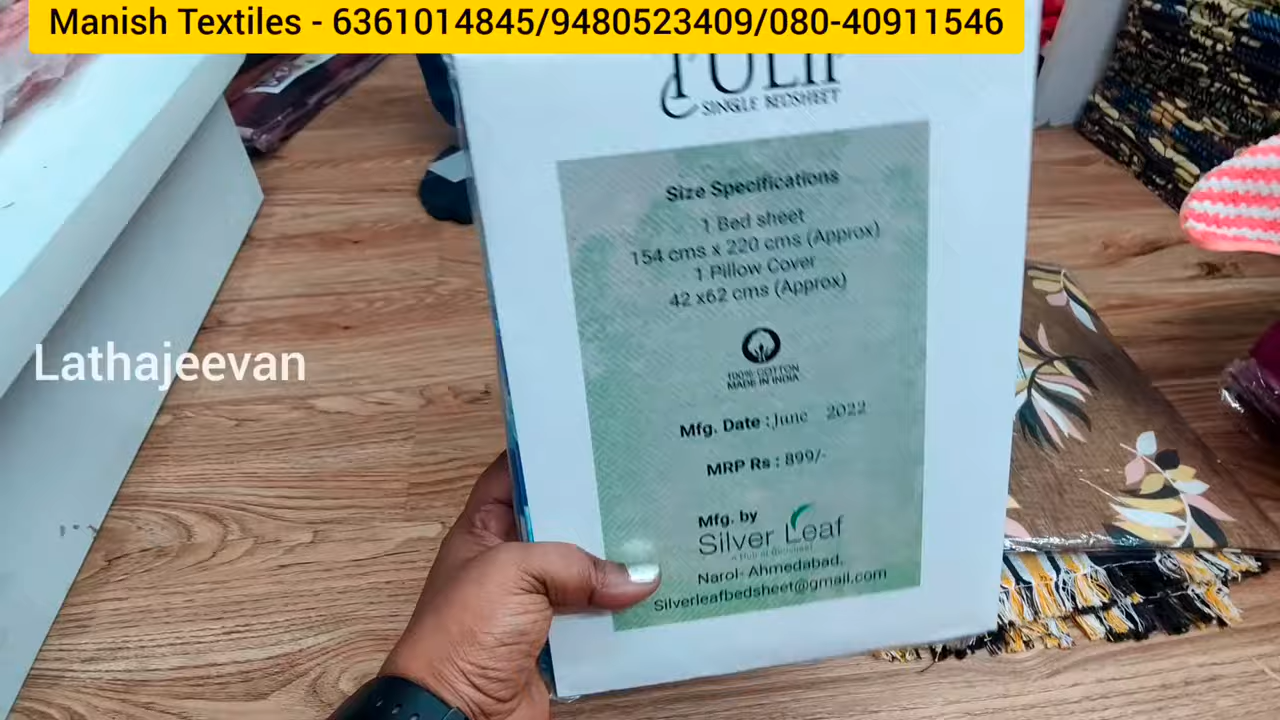 Manish Textiles - 6361014845/9480523409/080-40911546
TULIP
SINGLE BEDSHEET
Size Specifications
1 Bed sheet
154 cms x 220 cms (Approx)
1 Pillow Cover
42 x62 cms (Approx)
100% COTTON
MADE IN INDIA
Lathajeevan
Mfg. Date : June 2022
MRP Rs : 899/-
Mfg. by
Silver Leaf
Narol- Ahmedabad,
Silverleafbedsheet@gmail.com